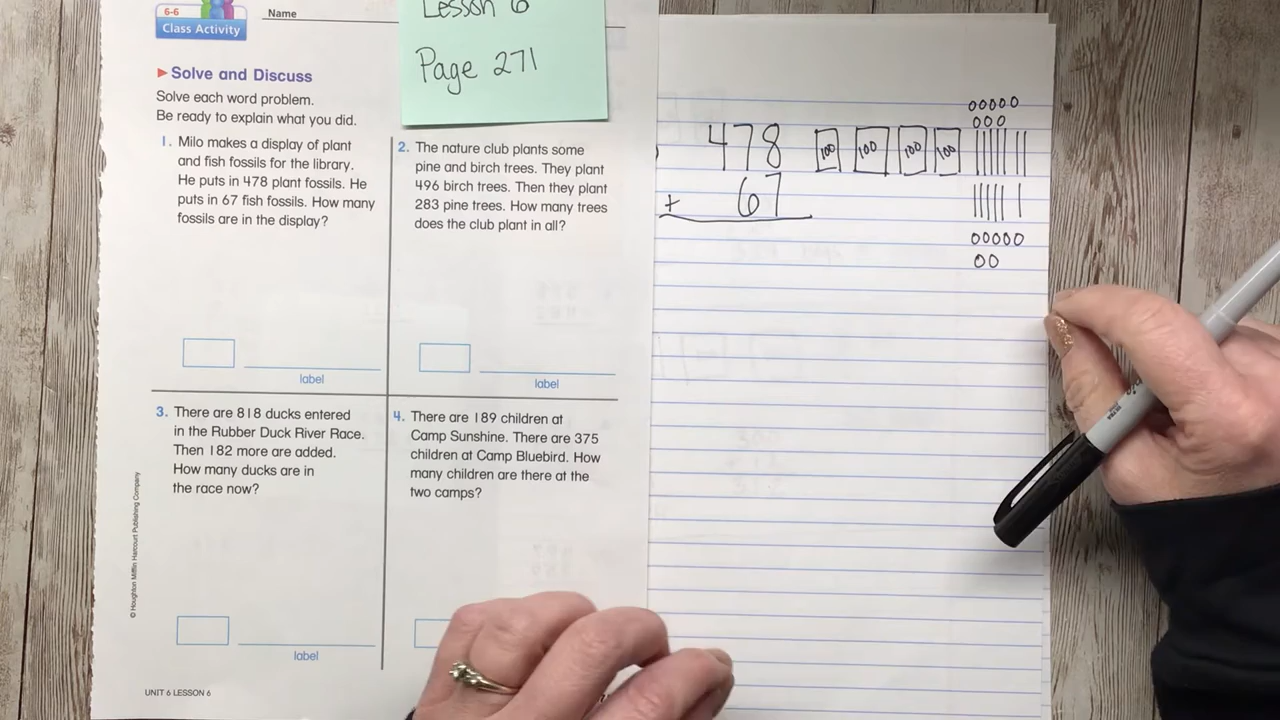 6-6
Class Activity
Name
Lesson 6
Page 271
▶ Solve and Discuss
Solve each word problem.
Be ready to explain what you did.
1. Milo makes a display of plant
and fish fossils for the library.
He puts in 478 plant fossils. He
puts in 67 fish fossils. How many
fossils are in the display?
label
2. The nature club plants some
pine and birch trees. They plant
496 birch trees. Then they plant
283 pine trees. How many trees
does the club plant in all?
label
3. There are 818 ducks entered
in the Rubber Duck River Race.
Then 182 more are added.
How many ducks are in
the race now?
label
4. There are 189 children at
Camp Sunshine. There are 375
children at Camp Bluebird. How
many children are there at the
two camps?
© Houghton Mifflin Harcourt Publishing Company
UNIT 6 LESSON 6
478
+ 67
100 100 100 100